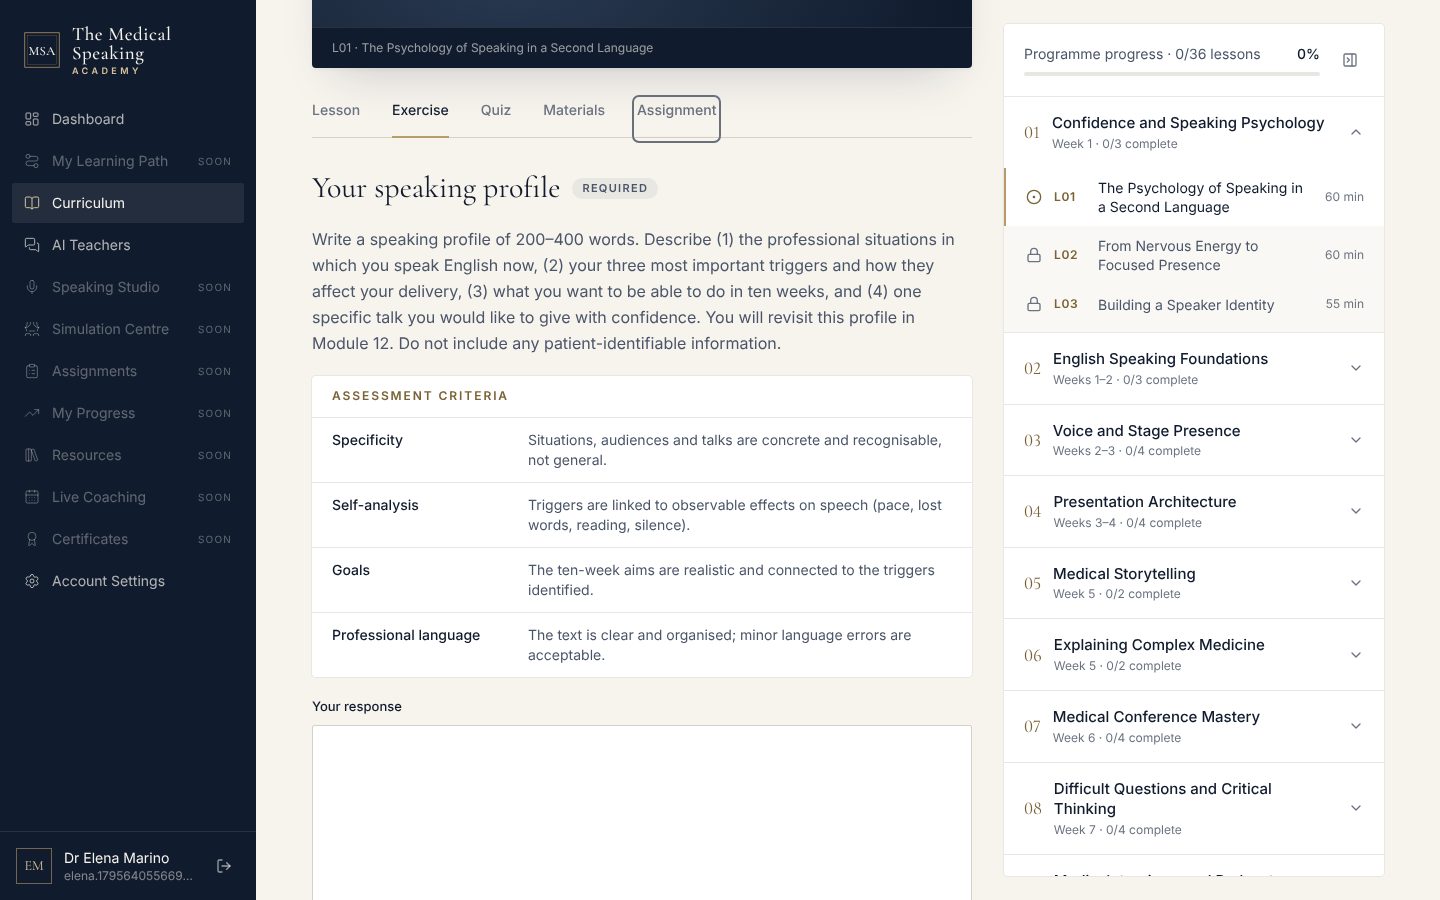 MSA
The Medical
Speaking
ACADEMY
Dashboard
My Learning Path SOON
Curriculum
AI Teachers
Speaking Studio SOON
Simulation Centre SOON
Assignments SOON
My Progress SOON
Resources SOON
Live Coaching SOON
Certificates SOON
Account Settings
EM
Dr Elena Marino
elena.179564055669...
L01 · The Psychology of Speaking in a Second Language
Lesson Exercise Quiz Materials Assignment
Your speaking profile REQUIRED
Write a speaking profile of 200–400 words. Describe (1) the professional situations in
which you speak English now, (2) your three most important triggers and how they
affect your delivery, (3) what you want to be able to do in ten weeks, and (4) one
specific talk you would like to give with confidence. You will revisit this profile in
Module 12. Do not include any patient-identifiable information.
ASSESSMENT CRITERIA
Specificity
Situations, audiences and talks are concrete and recognisable,
not general.
Self-analysis
Triggers are linked to observable effects on speech (pace, lost
words, reading, silence).
Goals
The ten-week aims are realistic and connected to the triggers
identified.
Professional language
The text is clear and organised; minor language errors are
acceptable.
Your response
Programme progress · 0/36 lessons 0%
01 Confidence and Speaking Psychology
Week 1 · 0/3 complete
L01 The Psychology of Speaking in
a Second Language
60 min
L02 From Nervous Energy to
Focused Presence
60 min
L03 Building a Speaker Identity 55 min
02 English Speaking Foundations
Weeks 1–2 · 0/3 complete
03 Voice and Stage Presence
Weeks 2–3 · 0/4 complete
04 Presentation Architecture
Weeks 3–4 · 0/4 complete
05 Medical Storytelling
Week 5 · 0/2 complete
06 Explaining Complex Medicine
Week 5 · 0/2 complete
07 Medical Conference Mastery
Week 6 · 0/4 complete
08 Difficult Questions and Critical
Thinking
Week 7 · 0/4 complete